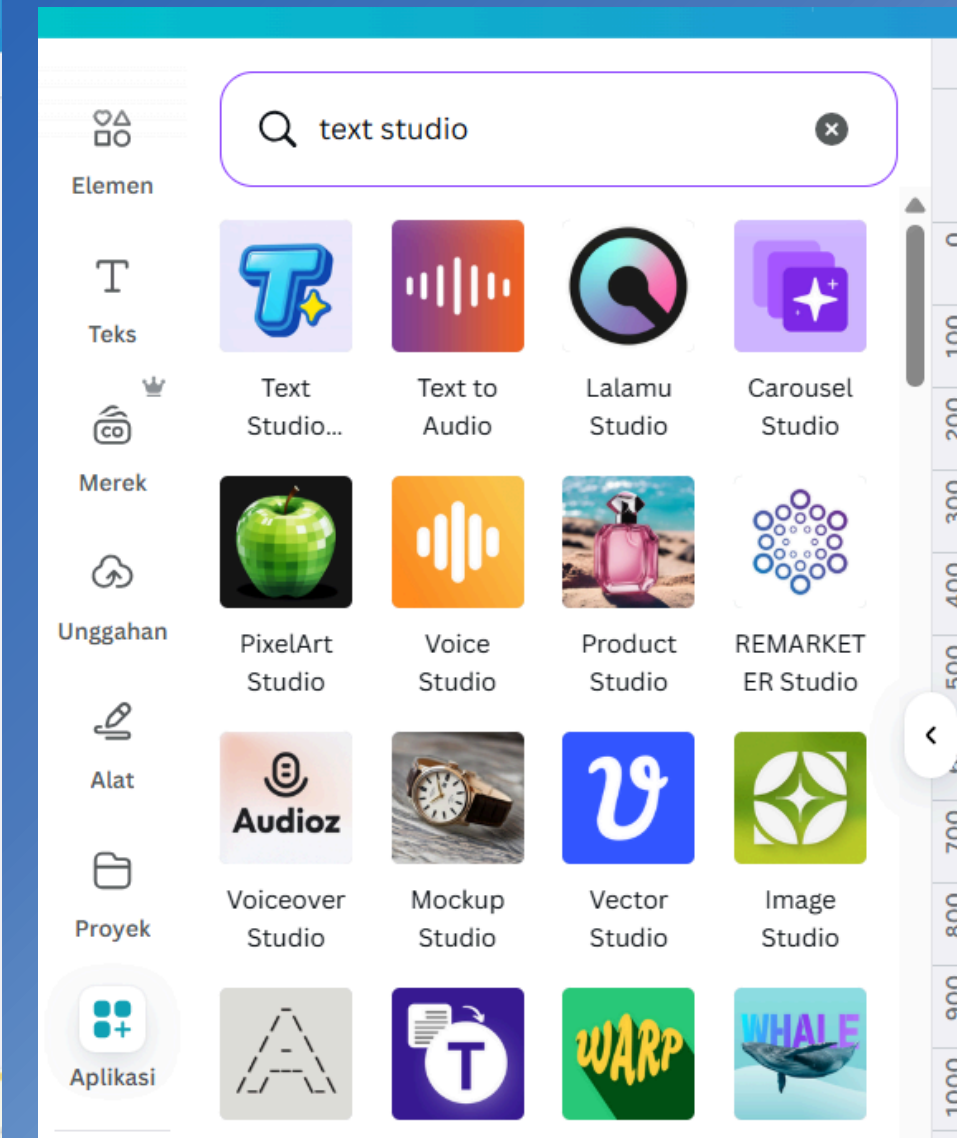 text studio
Elemen
Teks
Merek
Unggahan
Alat
Proyek
Aplikasi
Text
Studio...
Text to
Audio
Lalamu
Studio
Carousel
Studio
PixelArt
Studio
Voice
Studio
Product
Studio
REMARKET
ER Studio
Audioz
Voiceover
Studio
Mockup
Studio
Vector
Studio
Image
Studio
WARP
WHALE
CO
T
T
A
0
100
200
300
400
500
700
800
900
1000